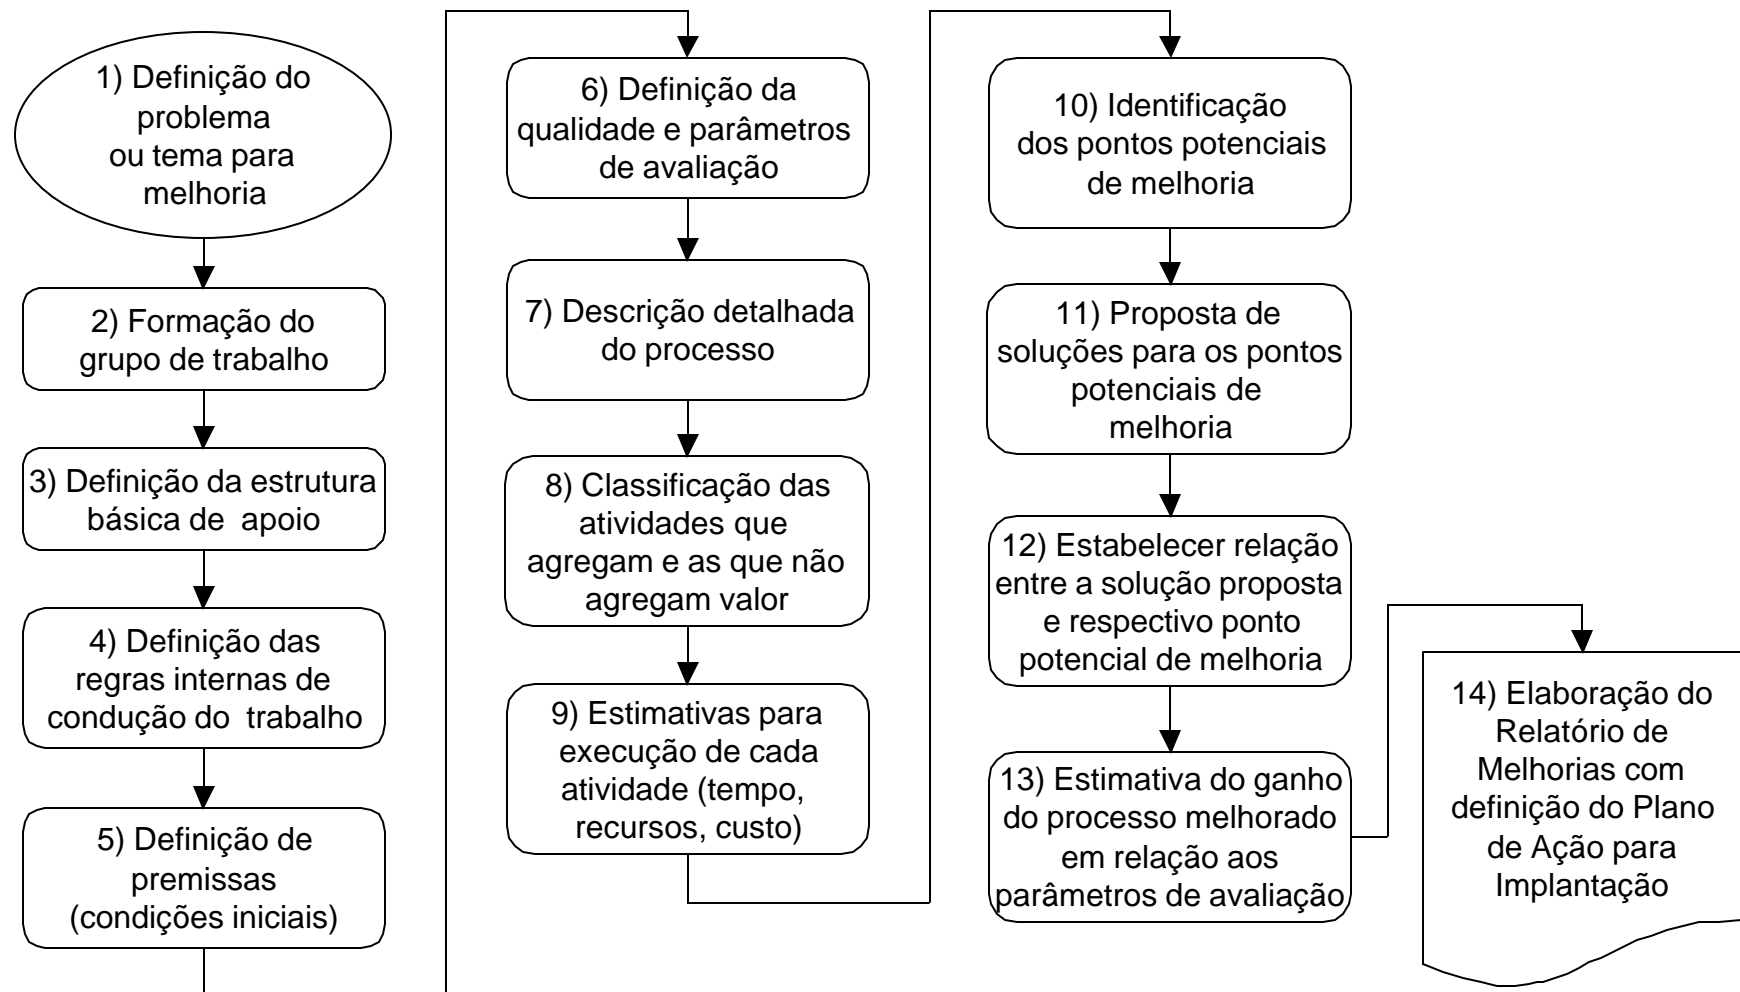 1) Definição do
problema
ou tema para
melhoria
2) Formação do
grupo de trabalho
3) Definição da estrutura
básica de apoio
4) Definição das
regras internas de
condução do trabalho
5) Definição de
premissas
(condições iniciais)
6) Definição da
qualidade e parâmetros
de avaliação
7) Descrição detalhada
do processo
8) Classificação das
atividades que
agregam e as que não
agregam valor
9) Estimativas para
execução de cada
atividade (tempo,
recursos, custo)
10) Identificação
dos pontos potenciais
de melhoria
11) Proposta de
soluções para os pontos
potenciais de
melhoria
12) Estabelecer relação
entre a solução proposta
e respectivo ponto
potencial de melhoria
13) Estimativa do ganho
do processo melhorado
em relação aos
parâmetros de avaliação
14) Elaboração do
Relatório de
Melhorias com
definição do Plano
de Ação para
Implantação